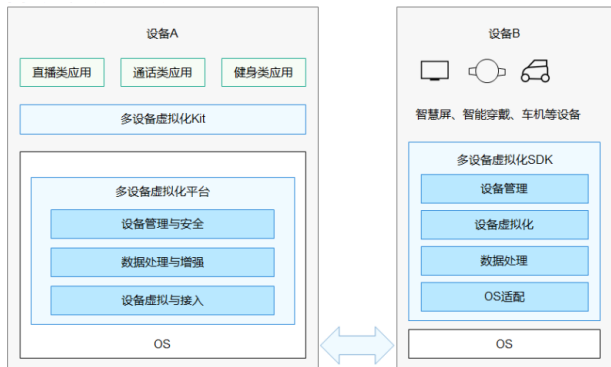 设备A
直播类应用
通话类应用
健身类应用
多设备虚拟化Kit
多设备虚拟化平台
设备管理与安全
数据处理与增强
设备虚拟与接入
OS
设备B
智慧屏、智能穿戴、车机等设备
多设备虚拟化SDK
设备管理
设备虚拟化
数据处理
OS适配
OS